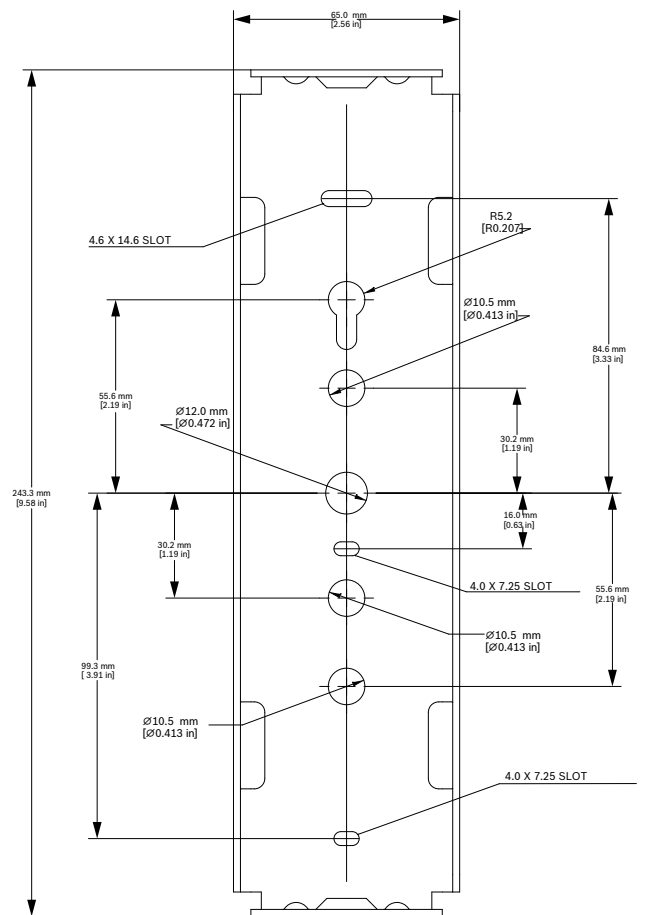 65.0 mm
[2.56 in]
4.6 X 14.6 SLOT
R5.2
[R0.207]
Ø10.5 mm
[Ø0.413 in]
84.6 mm
[3.33 in]
55.6 mm
[2.19 in]
Ø12.0 mm
[Ø0.472 in]
30.2 mm
[1.19 in]
243.3 mm
[9.58 in]
16.0 mm
[0.63 in]
30.2 mm
[1.19 in]
4.0 X 7.25 SLOT
55.6 mm
[2.19 in]
Ø10.5 mm
[Ø0.413 in]
99.3 mm
[ 3.91 in]
Ø10.5 mm
[Ø0.413 in]
4.0 X 7.25 SLOT